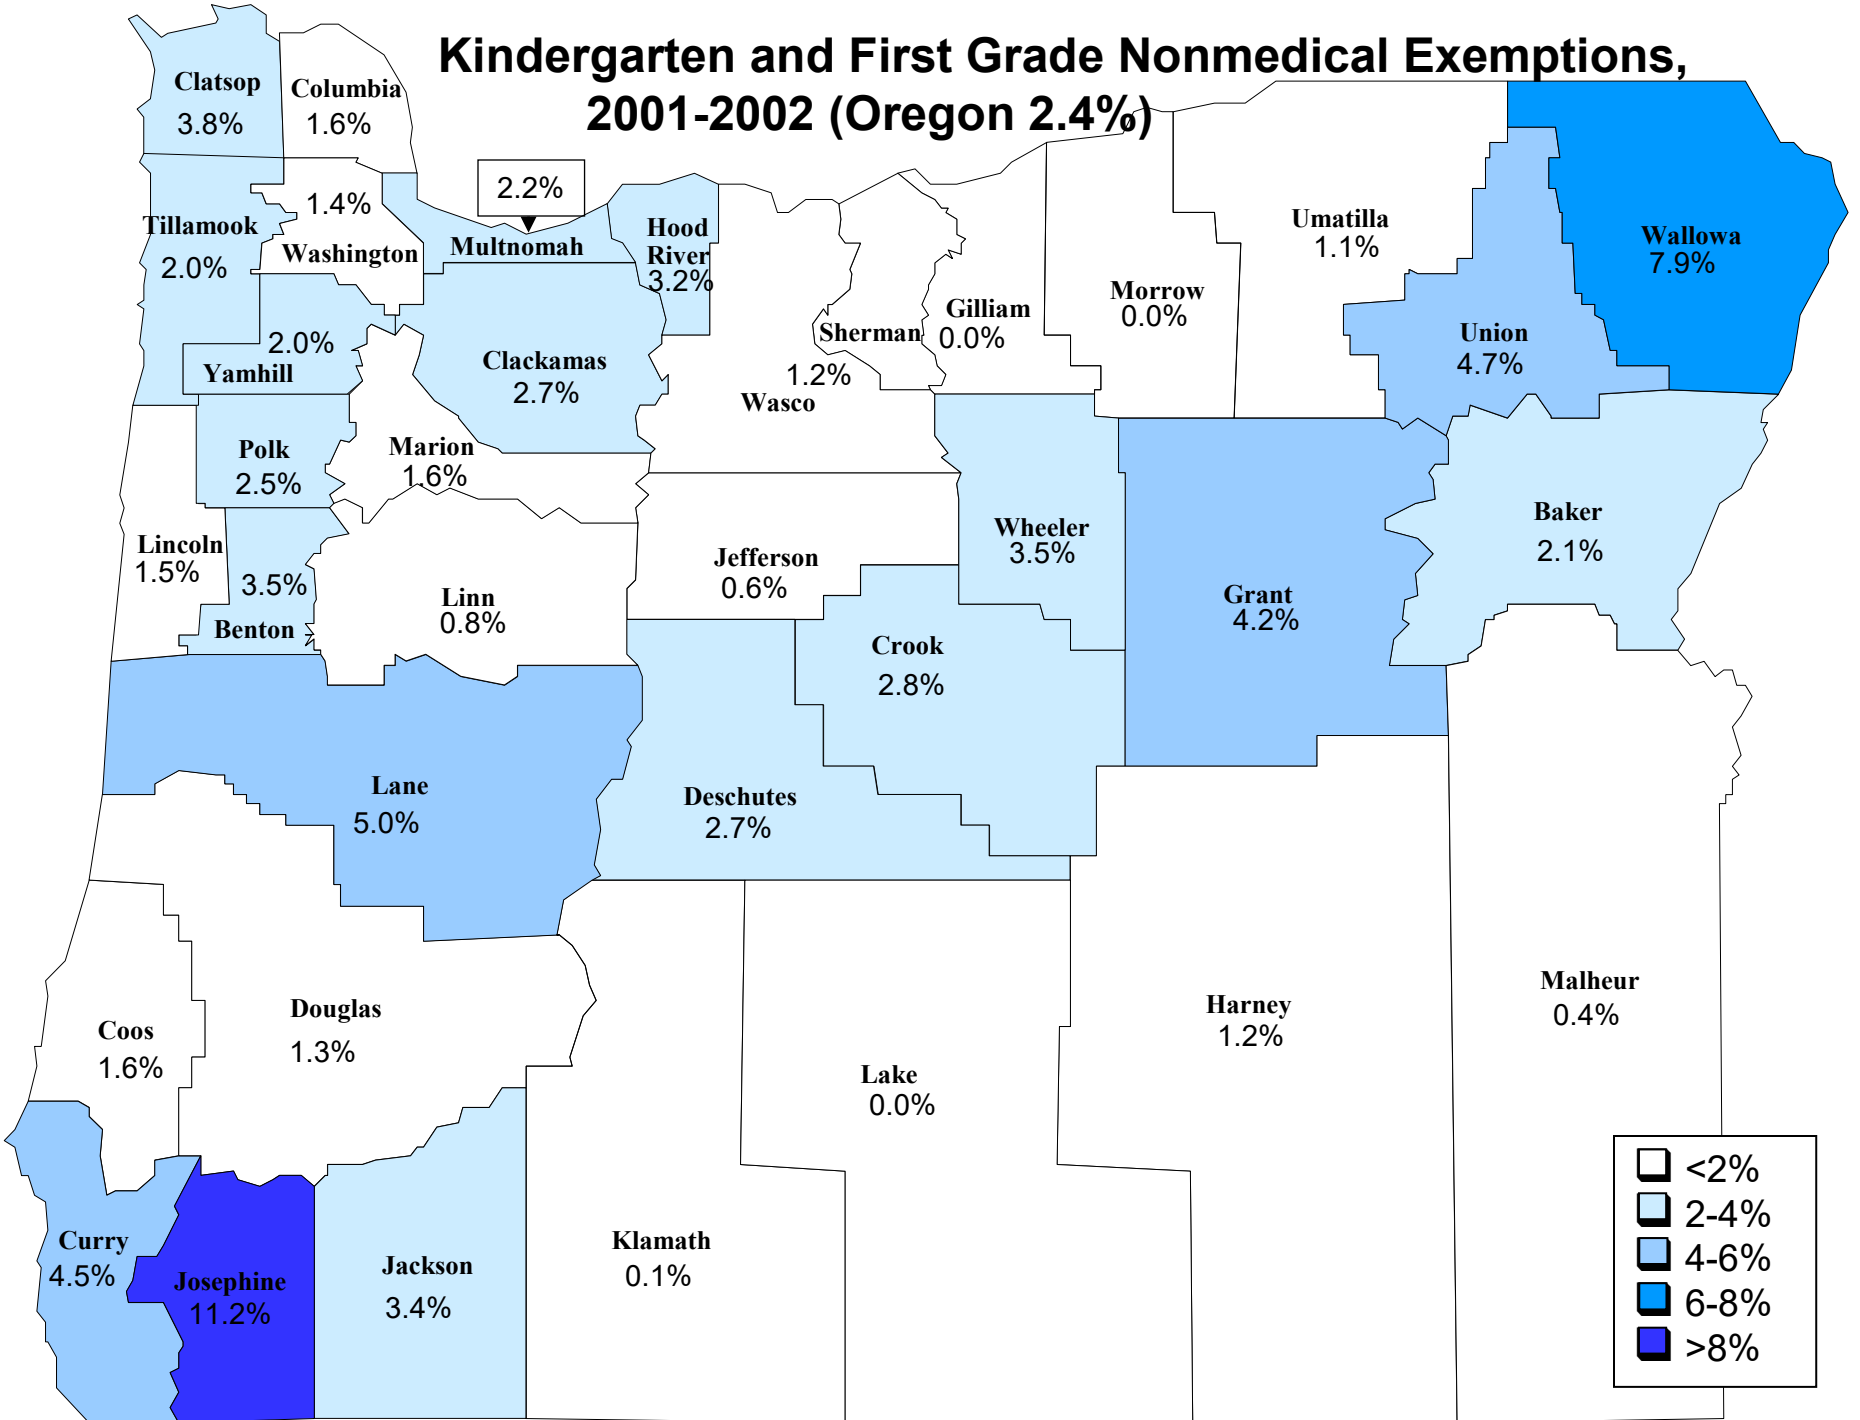 Kindergarten and First Grade Nonmedical Exemptions,
2001-2002 (Oregon 2.4%)
Clatsop
3.8%
Columbia
1.6%
2.2%
Multnomah
1.4%
Washington
Tillamook
2.0%
Hood
River
3.2%
2.0%
Yamhill
Clackamas
2.7%
Sherman
1.2%
Wasco
Gilliam
0.0%
Morrow
0.0%
Umatilla
1.1%
Union
4.7%
Wallowa
7.9%
Polk
2.5%
Marion
1.6%
Lincoln
1.5%
3.5%
Benton
Linn
0.8%
Jefferson
0.6%
Wheeler
3.5%
Grant
4.2%
Baker
2.1%
Crook
2.8%
Lane
5.0%
Deschutes
2.7%
Coos
1.6%
Douglas
1.3%
Lake
0.0%
Harney
1.2%
Malheur
0.4%
Curry
4.5%
Josephine
11.2%
Jackson
3.4%
Klamath
0.1%
<2%
2-4%
4-6%
6-8%
>8%